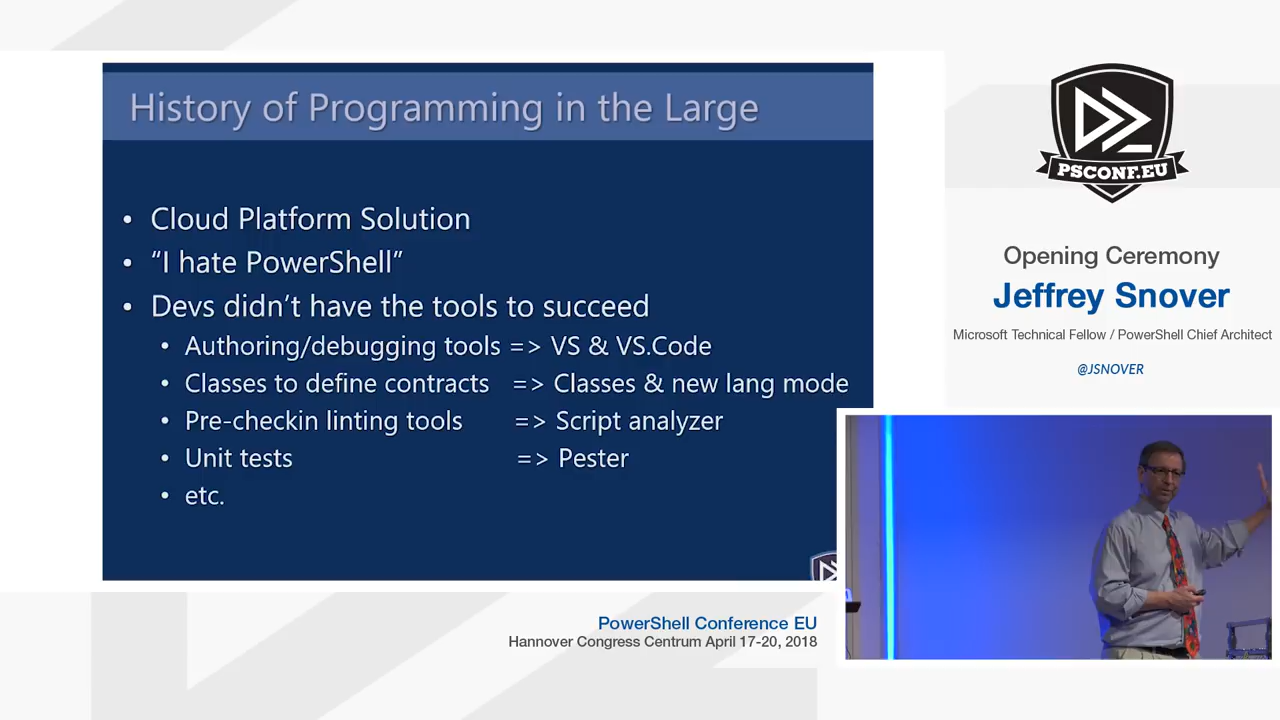 History of Programming in the Large
• Cloud Platform Solution
• “I hate PowerShell”
• Devs didn’t have the tools to succeed
• Authoring/debugging tools => VS & VS.Code
• Classes to define contracts => Classes & new lang mode
• Pre-checkin linting tools => Script analyzer
• Unit tests => Pester
• etc.
PSCONF.EU
Opening Ceremony
Jeffrey Snover
Microsoft Technical Fellow / PowerShell Chief Architect
@JSNOVER
PowerShell Conference EU
Hannover Congress Centrum April 17-20, 2018